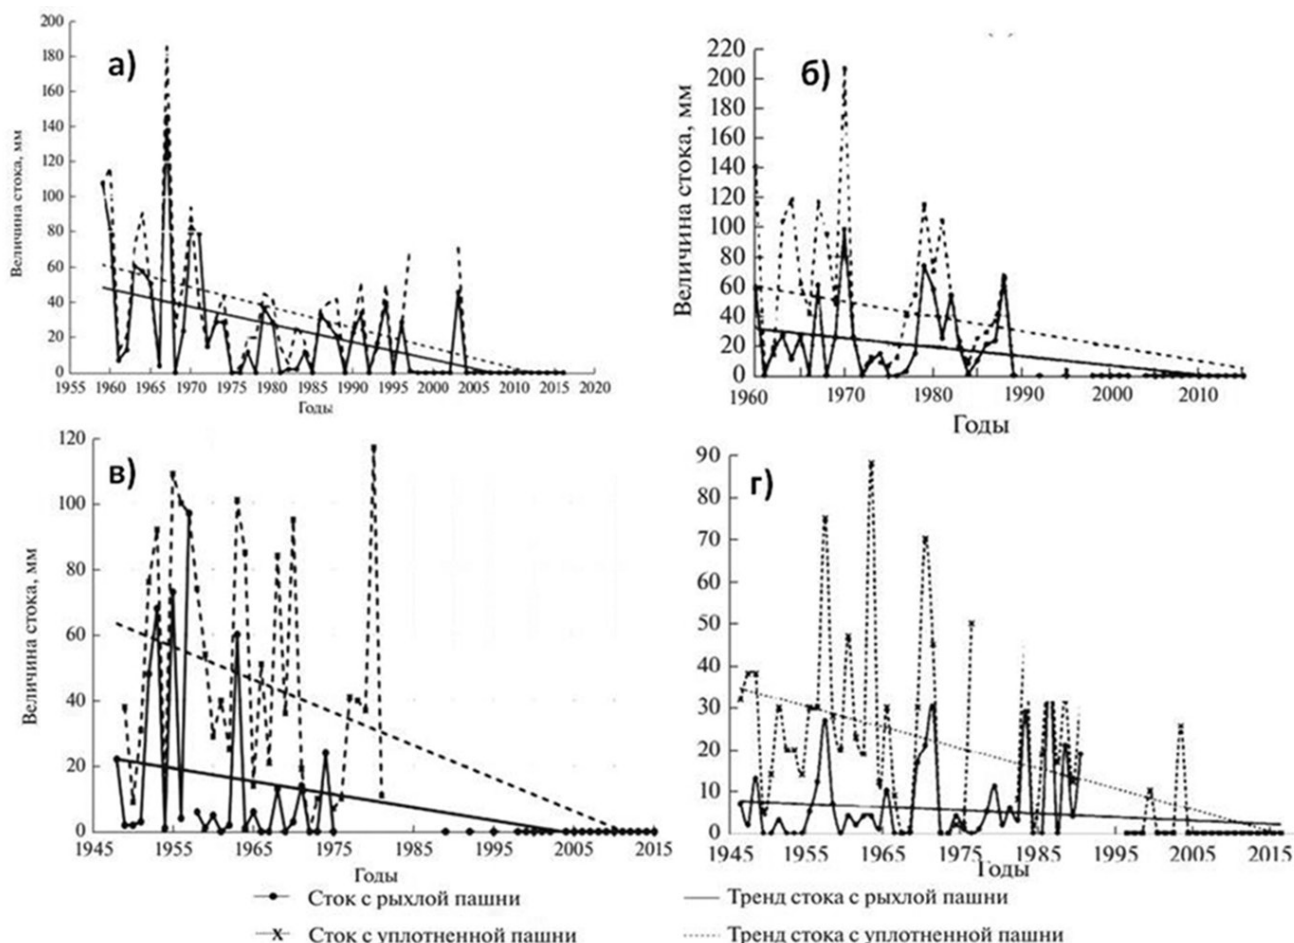 а)
Величина стока, мм
200
180
160
140
120
100
80
60
40
20
0
1955 1960 1965 1970 1975 1980 1985 1990 1995 2000 2005 2010 2015 2020
Годы
б)
Величина стока, мм
220
200
180
160
140
120
100
80
60
40
20
0
1960 1970 1980 1990 2000 2010
Годы
в)
Величина стока, мм
120
100
80
60
40
20
0
1945 1955 1965 1975 1985 1995 2005 2015
Годы
г)
90
80
70
60
50
40
30
20
10
0
1945 1955 1965 1975 1985 1995 2005 2015
Годы
Сток с рыхлой пашни
Тренд стока с рыхлой пашни
Сток с уплотненной пашни
Тренд стока с уплотненной пашни